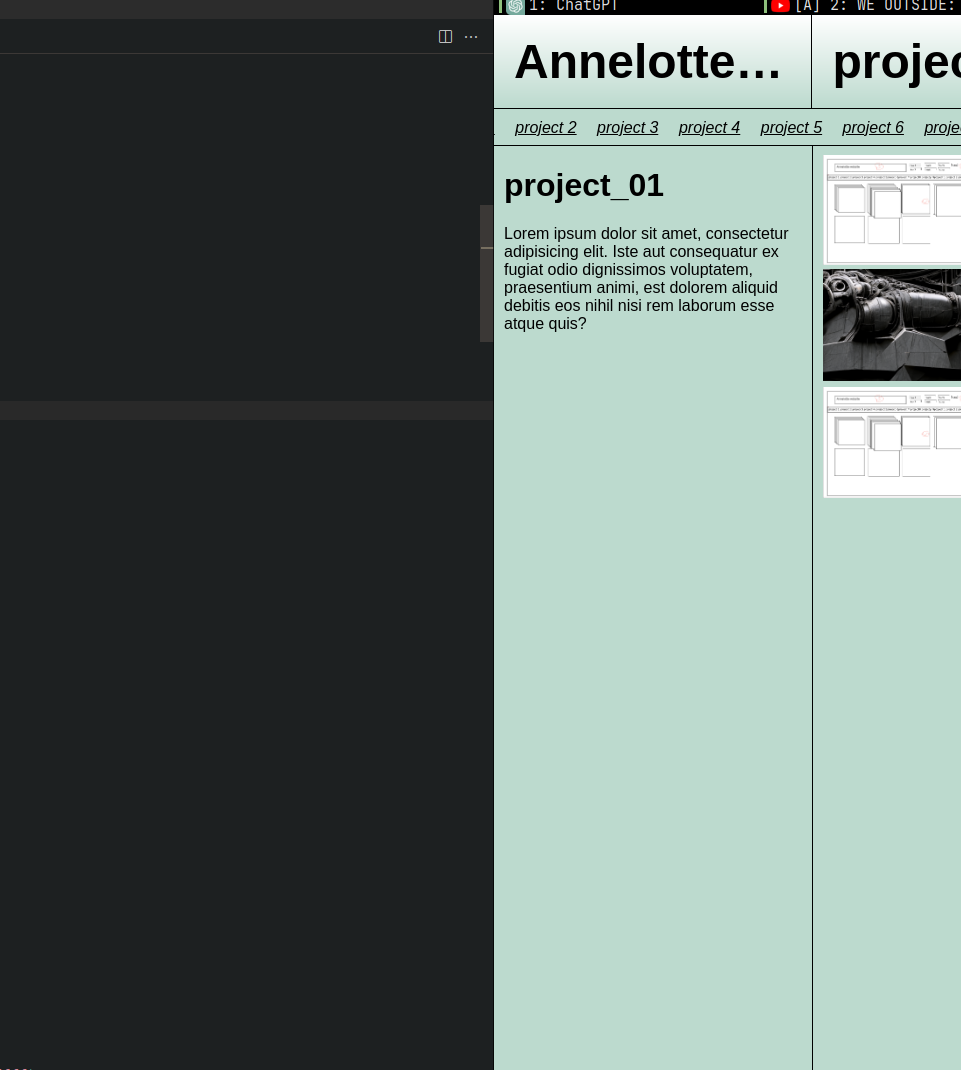 1: ChatGPT
[A] 2: WE OUTSIDE:
Annelotte…
projec
project 2 project 3 project 4 project 5 project 6 projec
project_01
Lorem ipsum dolor sit amet, consectetur
adipisicing elit. Iste aut consequatur ex
fugiat odio dignissimos voluptatem,
praesentium animi, est dolorem aliquid
debitis eos nihil nisi rem laborum esse
atque quis?